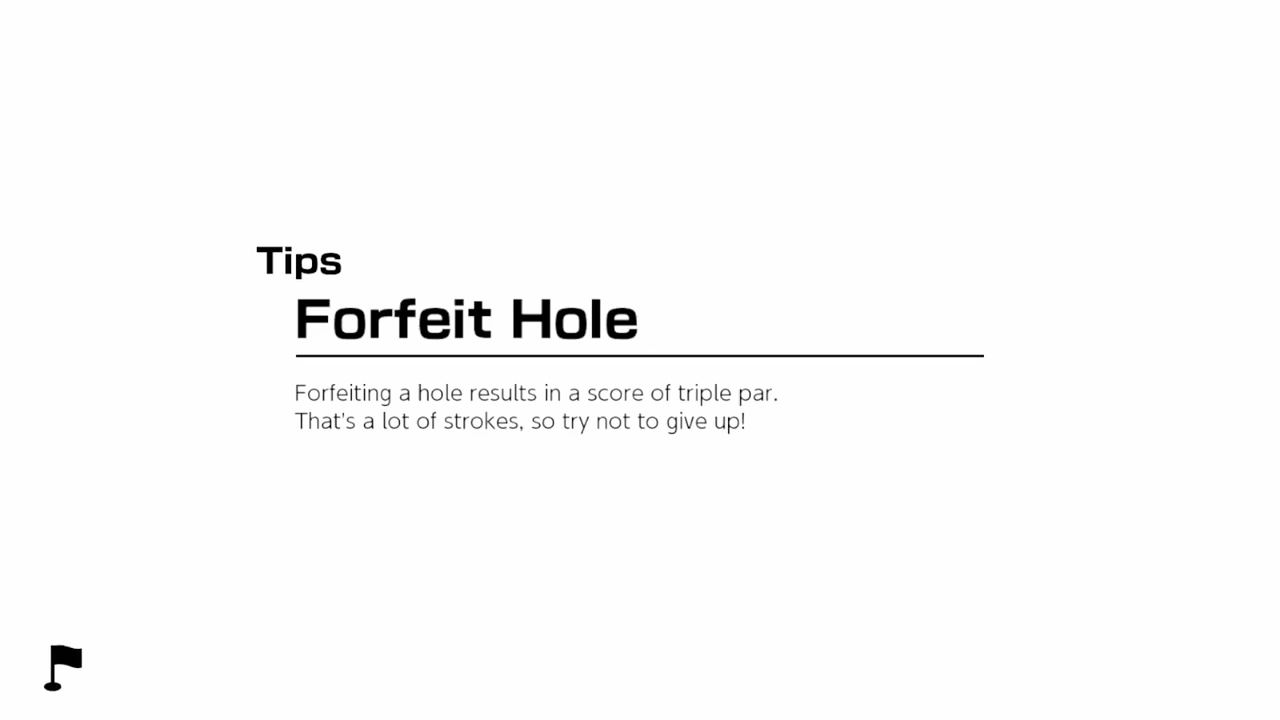 Tips
Forfeit Hole
Forfeiting a hole results in a score of triple par.
That's a lot of strokes, so try not to give up!